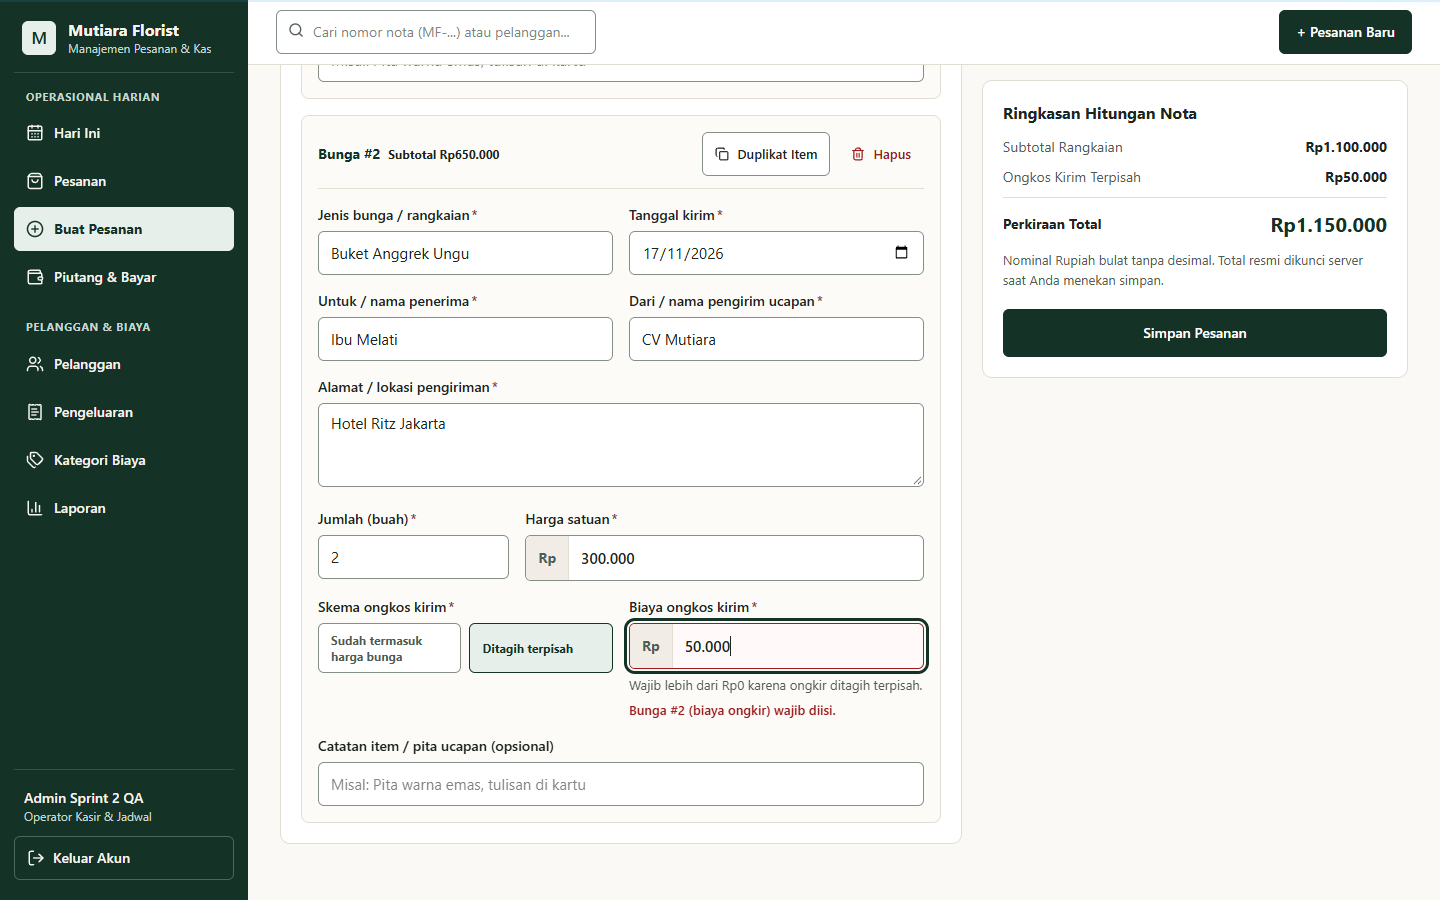 M
Mutiara Florist
Manajemen Pesanan & Kas
OPERASIONAL HARIAN
Hari Ini
Pesanan
Buat Pesanan
Piutang & Bayar
PELANGGAN & BIAYA
Pelanggan
Pengeluaran
Kategori Biaya
Laporan
Admin Sprint 2 QA
Operator Kasir & Jadwal
Keluar Akun
Cari nomor nota (MF-...) atau pelanggan...
+ Pesanan Baru
Misal: Pita warna emas, tulisan di kartu
Bunga #2 Subtotal Rp650.000
Duplikat Item
Hapus
Jenis bunga / rangkaian*
Tanggal kirim*
Buket Anggrek Ungu
17/11/2026
Untuk / nama penerima*
Dari / nama pengirim ucapan*
Ibu Melati
CV Mutiara
Alamat / lokasi pengiriman*
Hotel Ritz Jakarta
Jumlah (buah)*
Harga satuan*
2
Rp 300.000
Skema ongkos kirim*
Biaya ongkos kirim*
Sudah termasuk
harga bunga
Ditagih terpisah
Rp 50.000
Wajib lebih dari Rp0 karena ongkir ditagih terpisah.
Bunga #2 (biaya ongkir) wajib diisi.
Catatan item / pita ucapan (opsional)
Misal: Pita warna emas, tulisan di kartu
Ringkasan Hitungan Nota
Subtotal Rangkaian Rp1.100.000
Ongkos Kirim Terpisah Rp50.000
Perkiraan Total Rp1.150.000
Nominal Rupiah bulat tanpa desimal. Total resmi dikunci server
saat Anda menekan simpan.
Simpan Pesanan